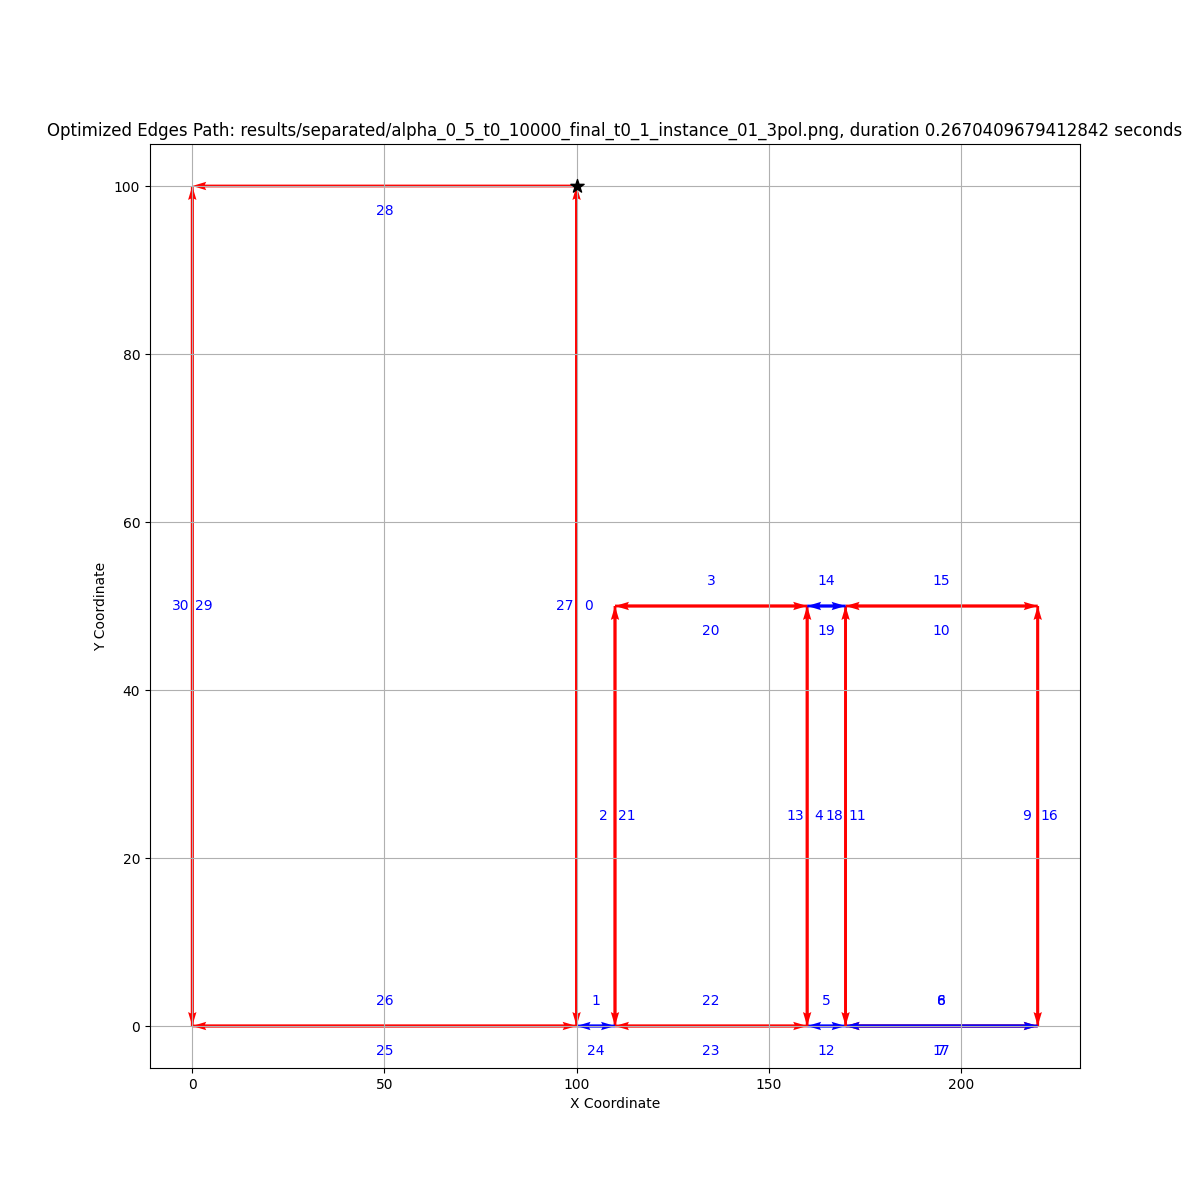 Optimized Edges Path: results/separated/alpha_0_5_t0_10000_final_t0_1_instance_01_3pol.png, duration 0.2670409679412842 seconds
100
28
80
60
3 14 15
30 29 27 0
20 19 10
Y Coordinate
40
2 21 13 4 18 11 9 16
20
26 1 22 5
0
25 24 23 12
0 50 100 150 200
X Coordinate